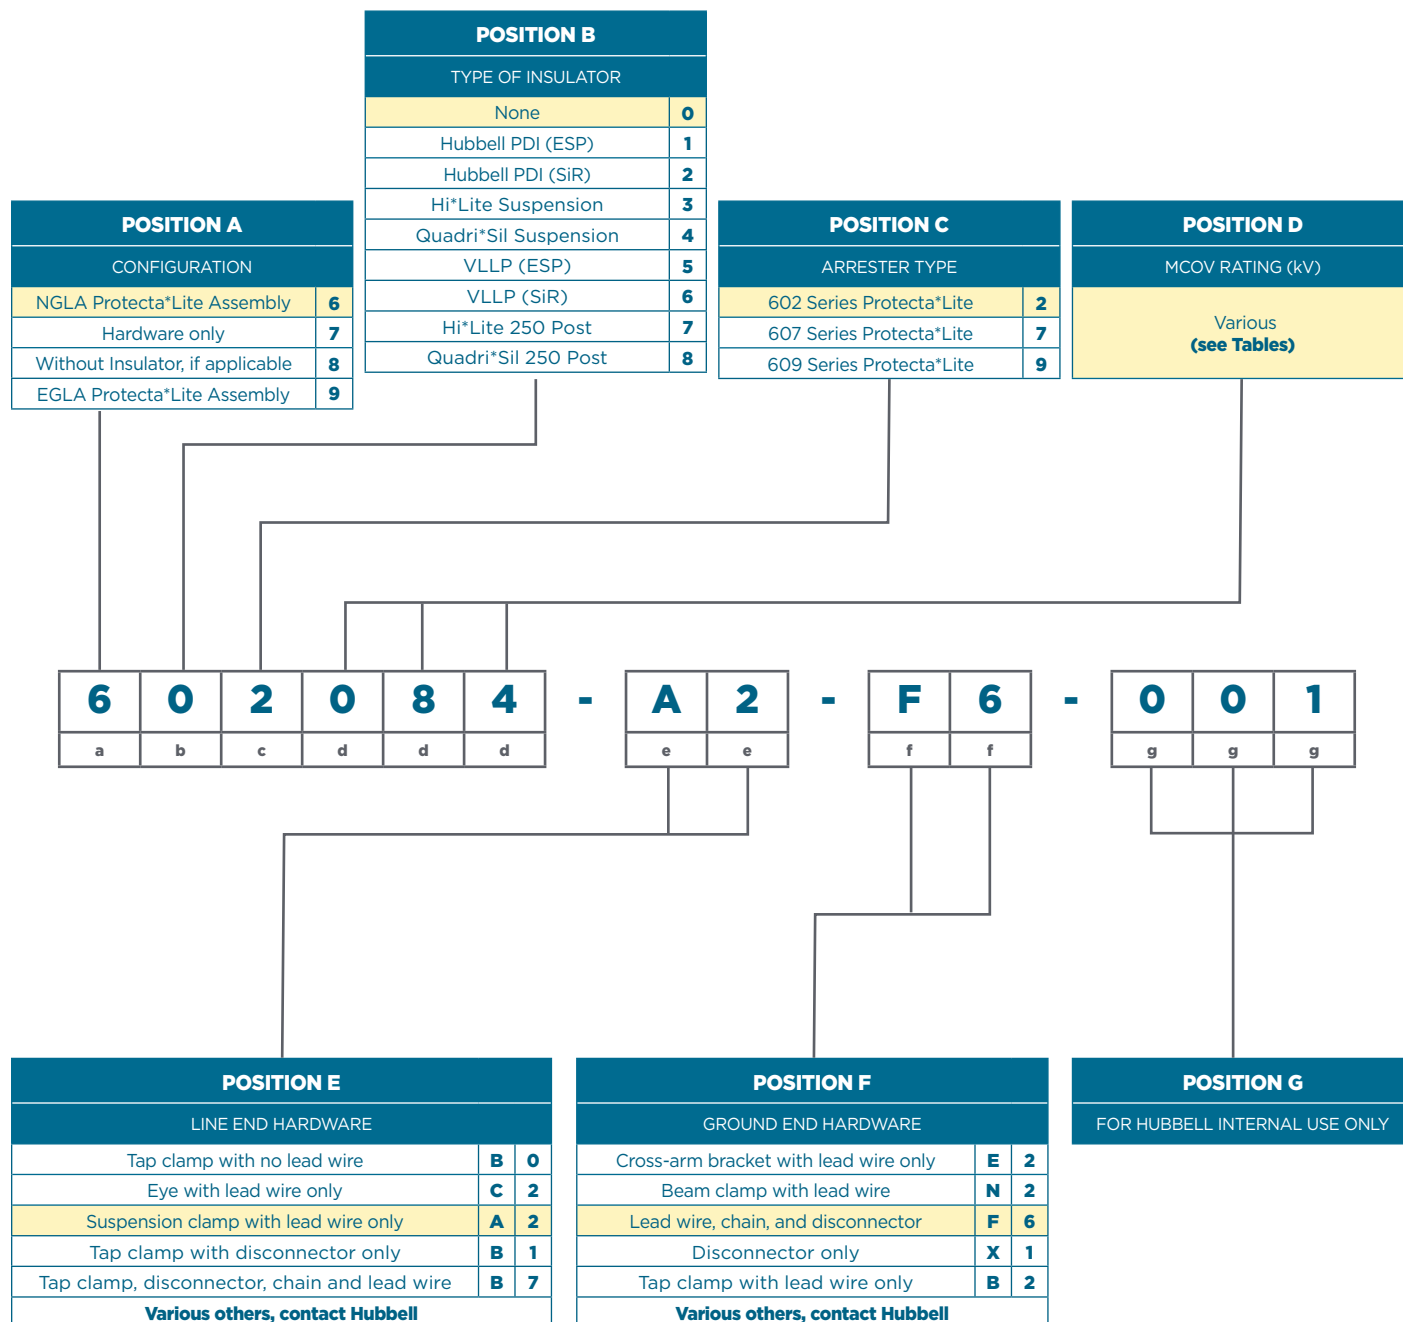 POSITION B
TYPE OF INSULATOR
None 0
Hubbell PDI (ESP) 1
Hubbell PDI (SiR) 2
Hi*Lite Suspension 3
Quadri*Sil Suspension 4
VLLP (ESP) 5
VLLP (SiR) 6
Hi*Lite 250 Post 7
Quadri*Sil 250 Post 8
POSITION A
CONFIGURATION
NGLA Protecta*Lite Assembly 6
Hardware only 7
Without Insulator, if applicable 8
EGLA Protecta*Lite Assembly 9
POSITION C
ARRESTER TYPE
602 Series Protecta*Lite 2
607 Series Protecta*Lite 7
609 Series Protecta*Lite 9
POSITION D
MCOV RATING (kV)
Various
(see Tables)
6 0 2 0 8 4 - A 2 - F 6 - 0 0 1
a b c d d d e e f f g g g
POSITION E
LINE END HARDWARE
Tap clamp with no lead wire B 0
Eye with lead wire only C 2
Suspension clamp with lead wire only A 2
Tap clamp with disconnector only B 1
Tap clamp, disconnector, chain and lead wire B 7
Various others, contact Hubbell
POSITION F
GROUND END HARDWARE
Cross-arm bracket with lead wire only E 2
Beam clamp with lead wire N 2
Lead wire, chain, and disconnector F 6
Disconnector only X 1
Tap clamp with lead wire only B 2
Various others, contact Hubbell
POSITION G
FOR HUBBELL INTERNAL USE ONLY